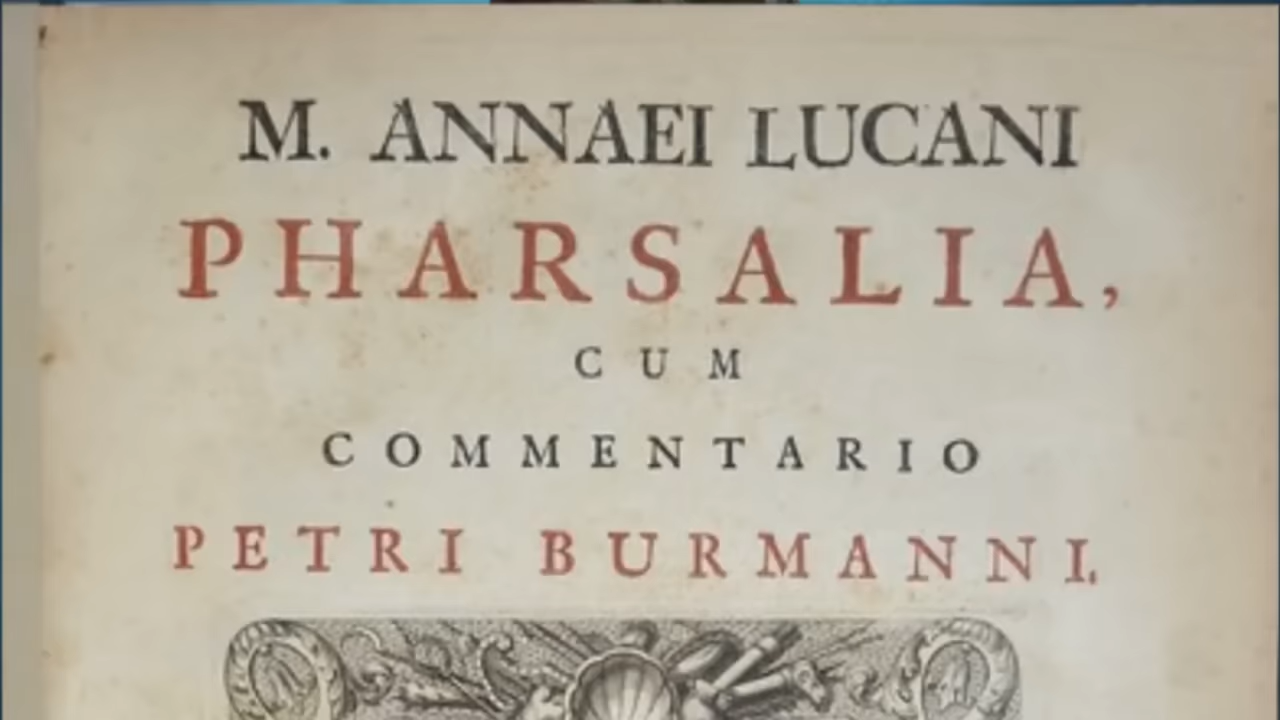 M. ANNAEI LUCANI
PHARSALIA,
CUM
COMMENTARIO
PETRI BURMANNI.